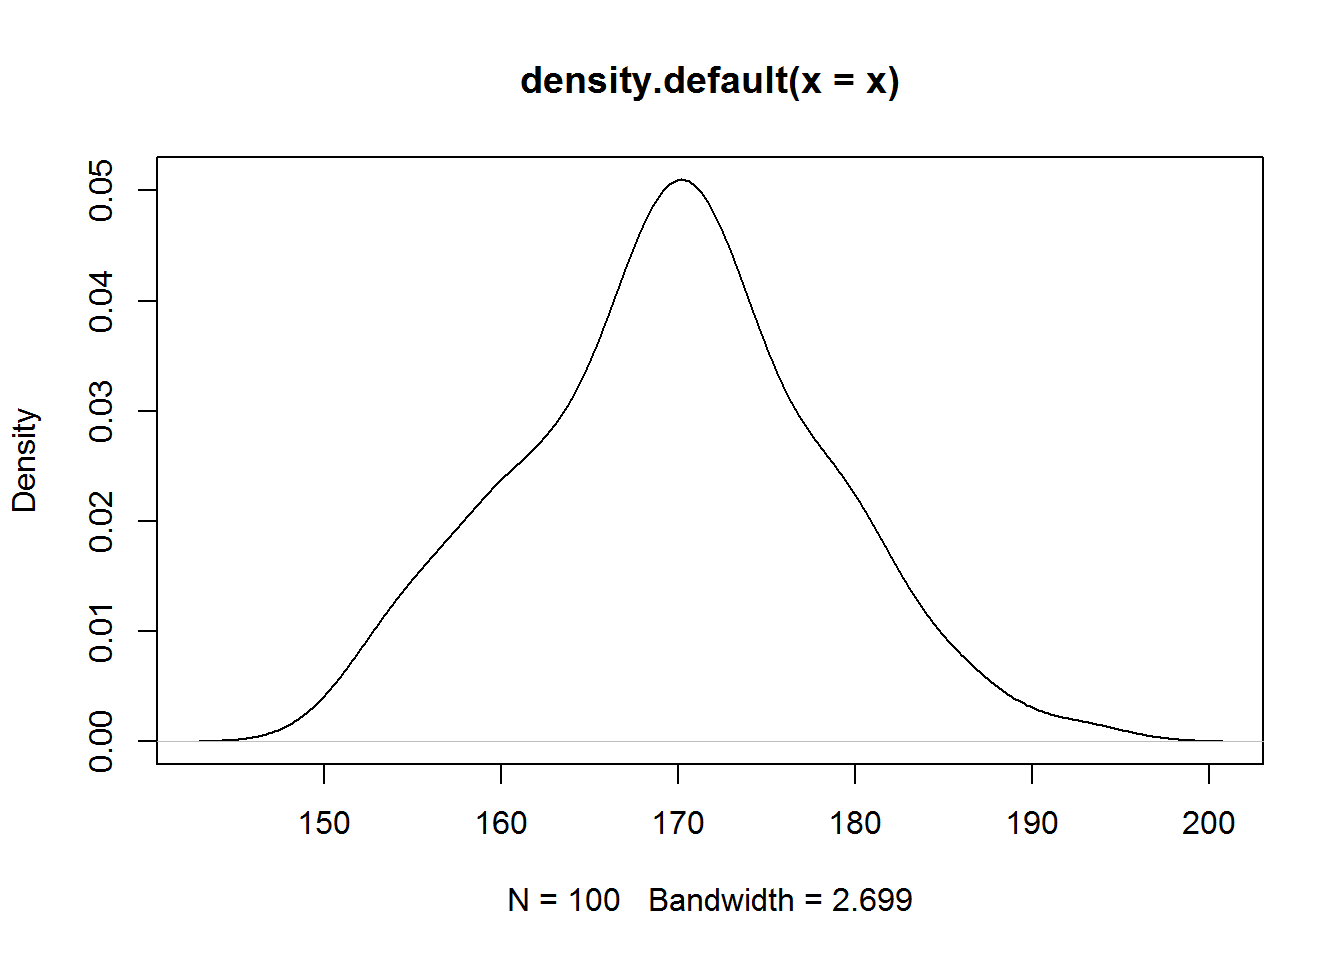 density.default(x = x)
Density
0.05
0.04
0.03
0.02
0.01
0.00
150 160 170 180 190 200
N = 100   Bandwidth = 2.699